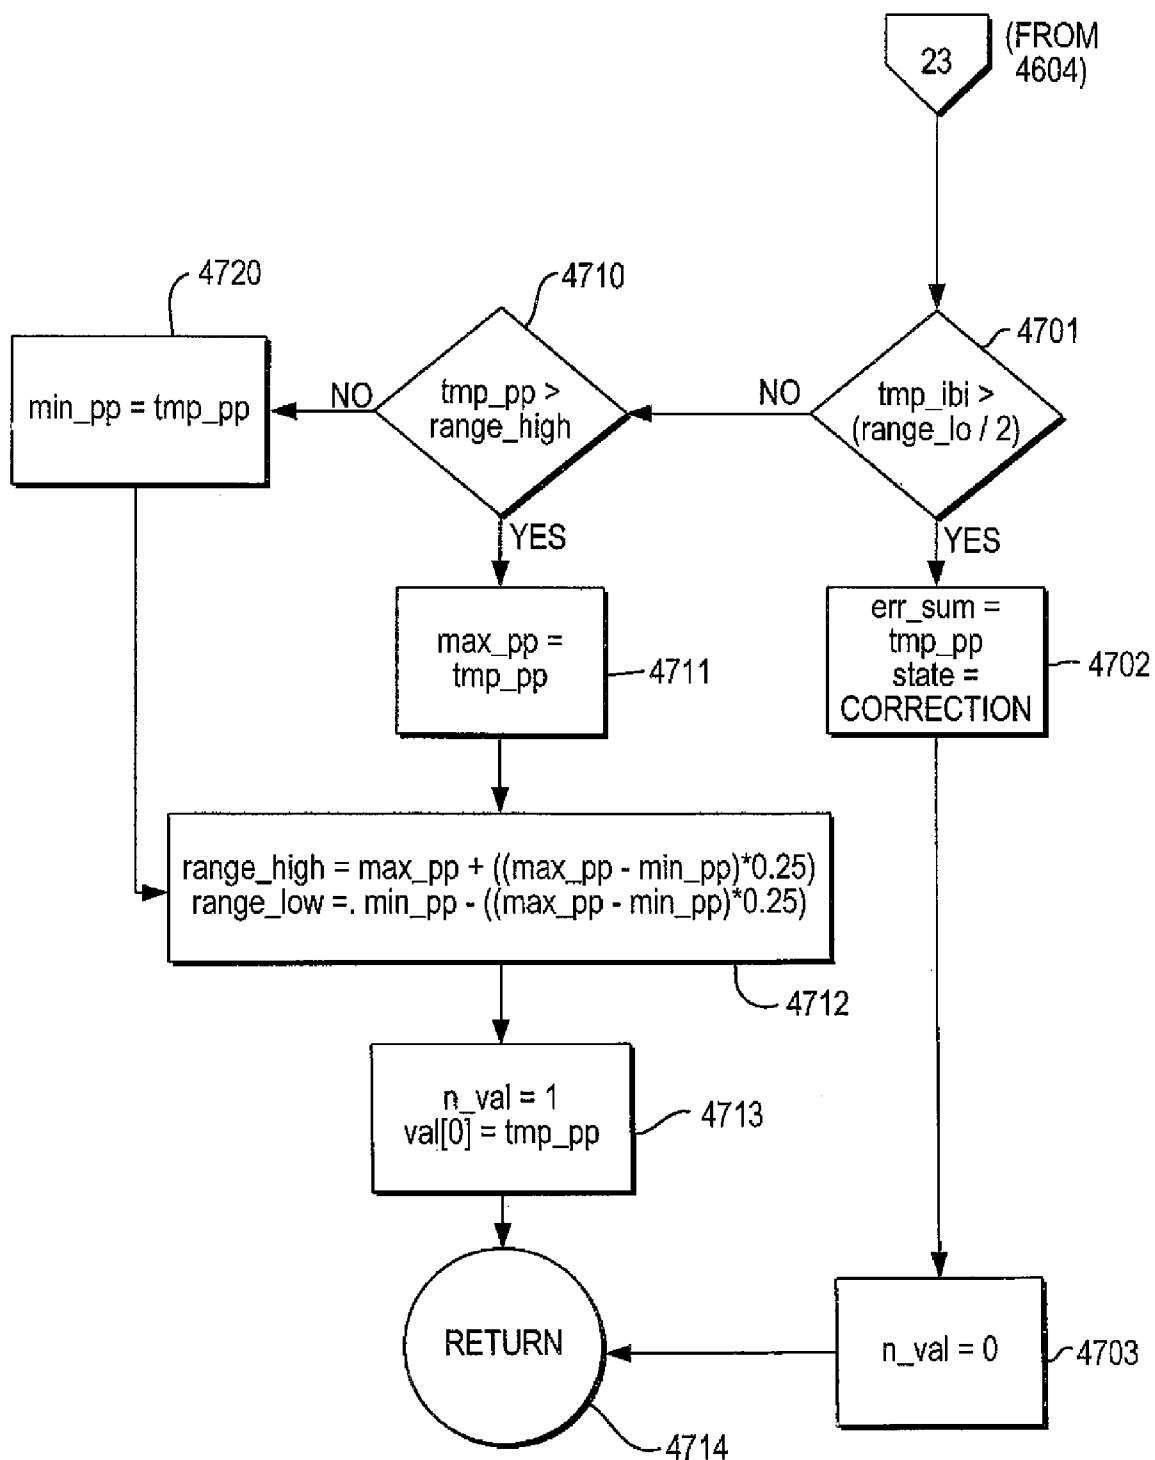 23
(FROM
4604)
4720
4710
4701
min_pp = tmp_pp
NO
tmp_pp >
range_high
NO
tmp_ibi >
(range_lo / 2)
YES
YES
max_pp =
tmp_pp
4711
err_sum =
tmp_pp
state =
CORRECTION
4702
range_high = max_pp + ((max_pp - min_pp)*0.25)
range_low =. min_pp - ((max_pp - min_pp)*0.25)
4712
n_val = 1
val[0] = tmp_pp
4713
RETURN
4714
n_val = 0
4703